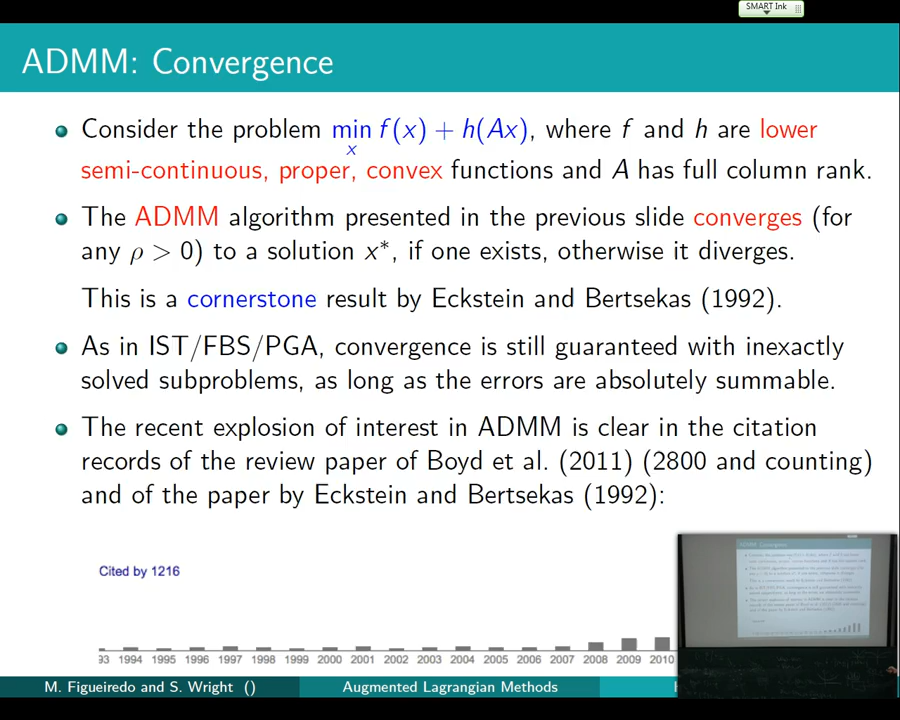 SMART Ink
ADMM: Convergence
Consider the problem min f(x) + h(Ax), where f and h are lower
x
semi-continuous, proper, convex functions and A has full column rank.
The ADMM algorithm presented in the previous slide converges (for
any ρ > 0) to a solution x*, if one exists, otherwise it diverges.
This is a cornerstone result by Eckstein and Bertsekas (1992).
As in IST/FBS/PGA, convergence is still guaranteed with inexactly
solved subproblems, as long as the errors are absolutely summable.
The recent explosion of interest in ADMM is clear in the citation
records of the review paper of Boyd et al. (2011) (2800 and counting)
and of the paper by Eckstein and Bertsekas (1992):
Cited by 1216
93 1994 1995 1996 1997 1998 1999 2000 2001 2002 2003 2004 2005 2006 2007 2008 2009 2010
M. Figueiredo and S. Wright () Augmented Lagrangian Methods